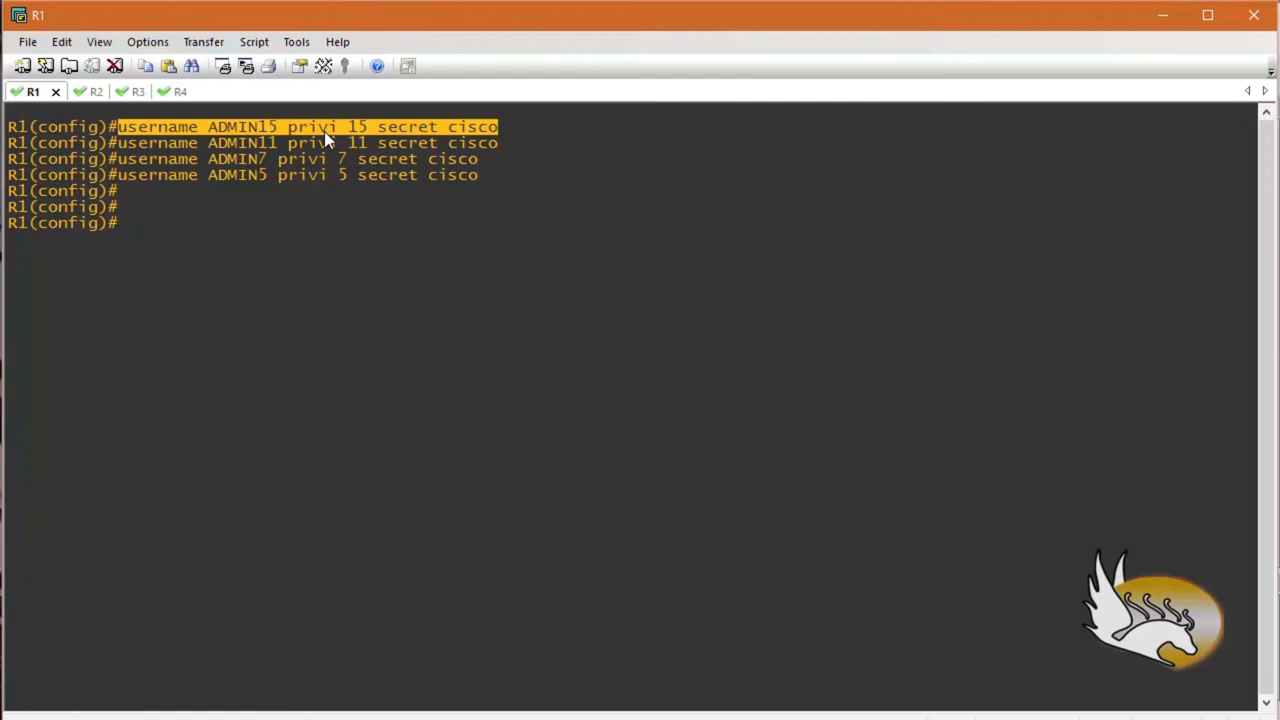 R1
File Edit View Options Transfer Script Tools Help
R1 R2 R3 R4
R1(config)#username ADMIN15 privi 15 secret cisco
R1(config)#username ADMIN11 privi 11 secret cisco
R1(config)#username ADMIN7 privi 7 secret cisco
R1(config)#username ADMIN5 privi 5 secret cisco
R1(config)#
R1(config)#
R1(config)#